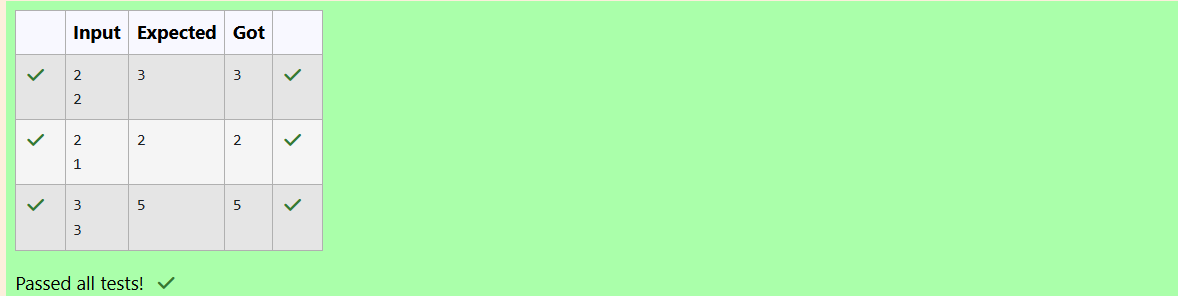 Input Expected Got
2 3 3
2
2 2 2
1
3 5 5
3
Passed all tests!